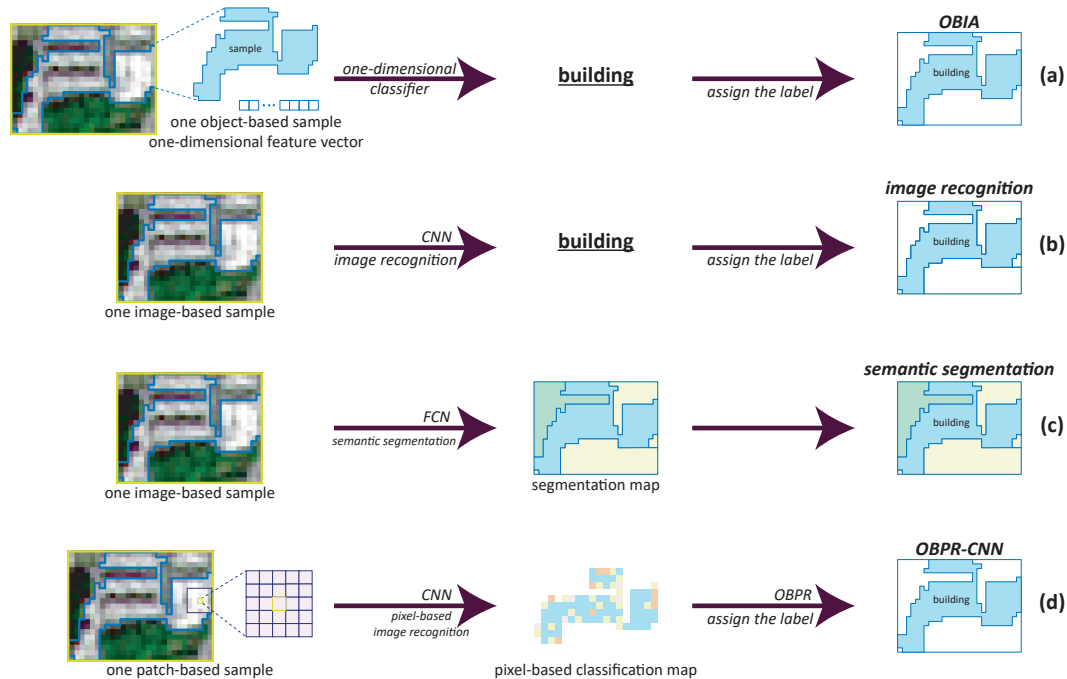 OBIA
sample
one-dimensional
classifier
building
assign the label
building
(a)
one object-based sample
one-dimensional feature vector
image recognition
CNN
image recognition
building
assign the label
building
(b)
one image-based sample
semantic segmentation
FCN
semantic segmentation
building
(c)
one image-based sample
segmentation map
OBPR-CNN
CNN
pixel-based
image recognition
OBPR
assign the label
building
(d)
one patch-based sample
pixel-based classification map